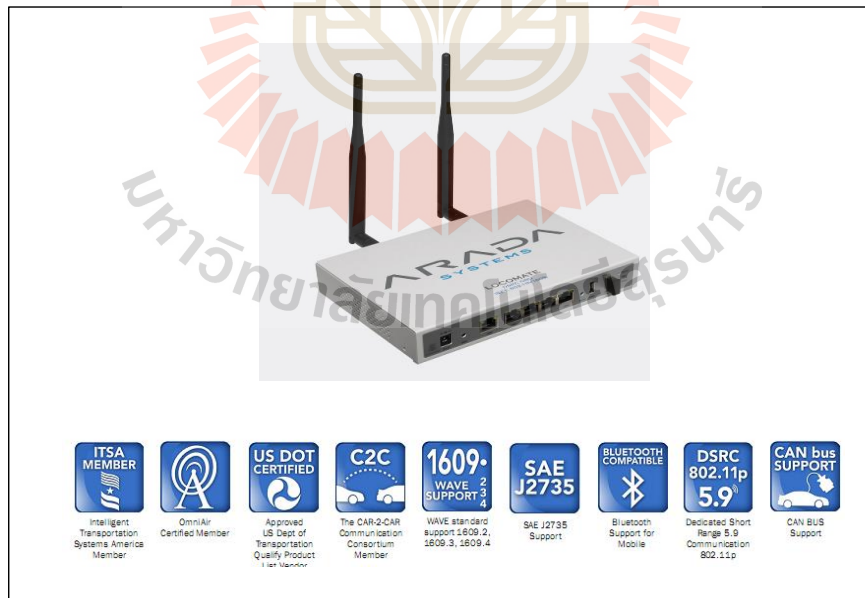 มหาวิทยาลัยเทคโนโลยีสุรนารี
ARADA
SYSTEMS
LOCOMATE
ITSA
MEMBER
US DOT
CERTIFIED
C2C
1609.
WAVE
SUPPORT
2
3
4
SAE
J2735
BLUETOOTH
COMPATIBLE
DSRC
802.11p
5.9
CAN bus
SUPPORT
Intelligent
Transportation
Systems America
Member
OmniAir
Certified Member
Approved
US Dept of
Transportation
Qualify Product
List Vendor
The CAR-2-CAR
Communication
Consortium
Member
WAVE standard
support 1609.2,
1609.3, 1609.4
SAE J2735
Support
Bluetooth
Support for
Mobile
Dedicated Short
Range 5.9
Communication
802.11p
CAN BUS
Support